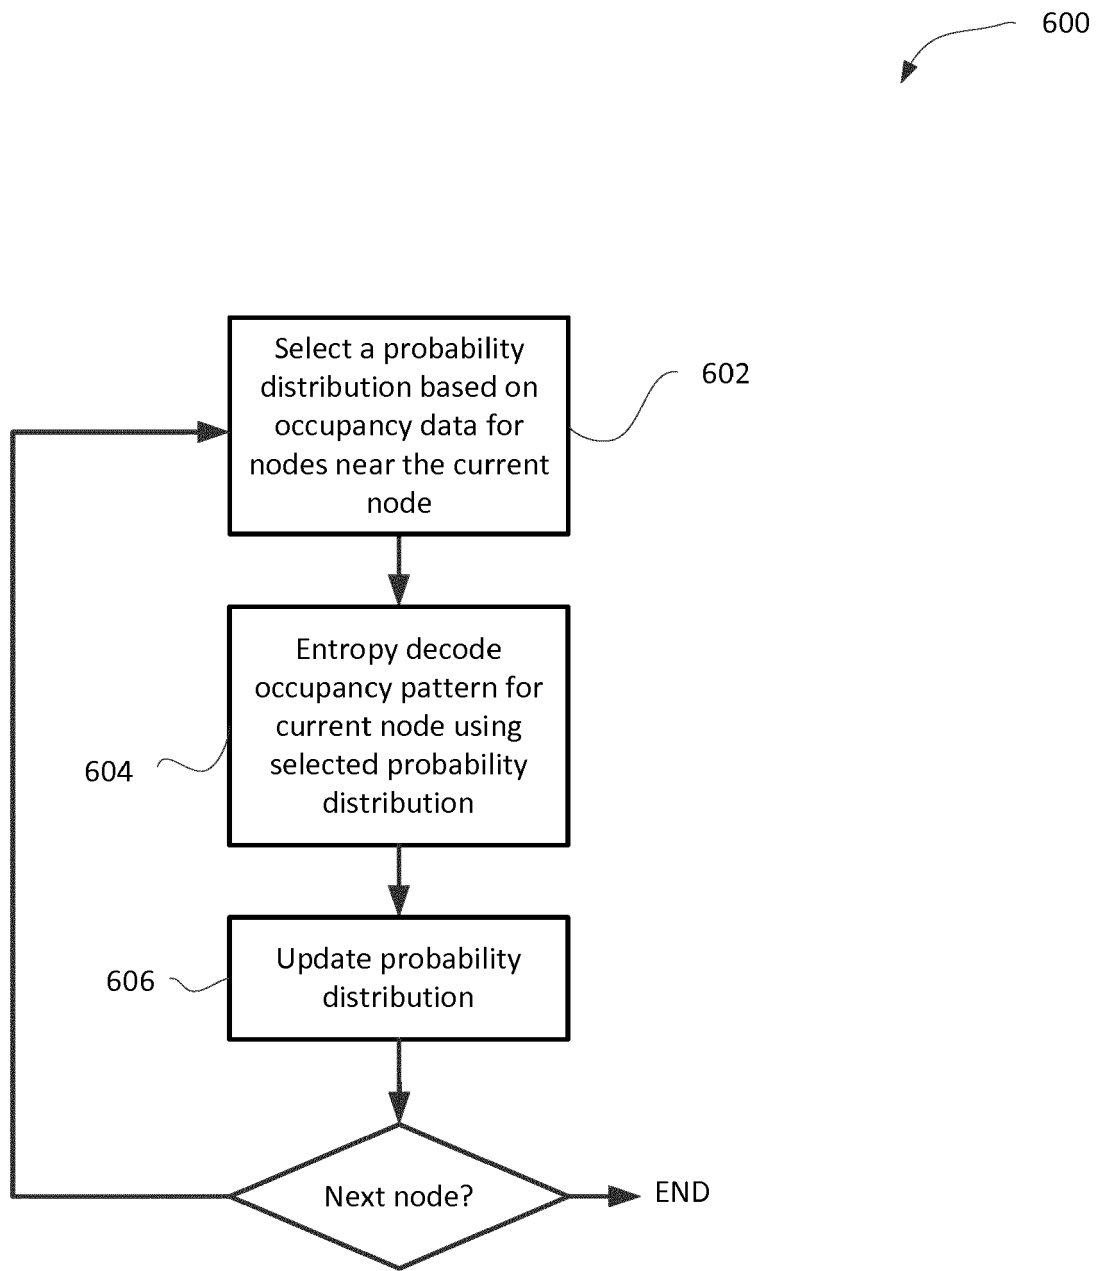 600
Select a probability
distribution based on
occupancy data for
nodes near the current
node
602
Entropy decode
occupancy pattern for
current node using
selected probability
distribution
604
Update probability
distribution
606
Next node?
END